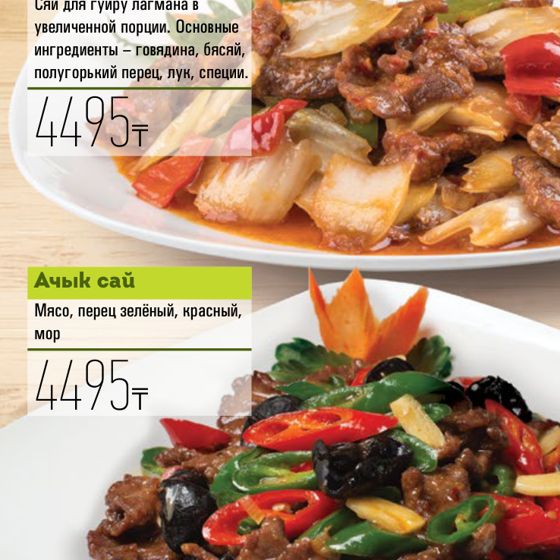 Сяй для гуйру лагмана в
увеличенной порции. Основные
ингредиенты – говядина, бясяй,
полугорький перец, лук, специи.
4495₸
Ачык сай
Мясо, перец зелёный, красный,
мор
4495₸